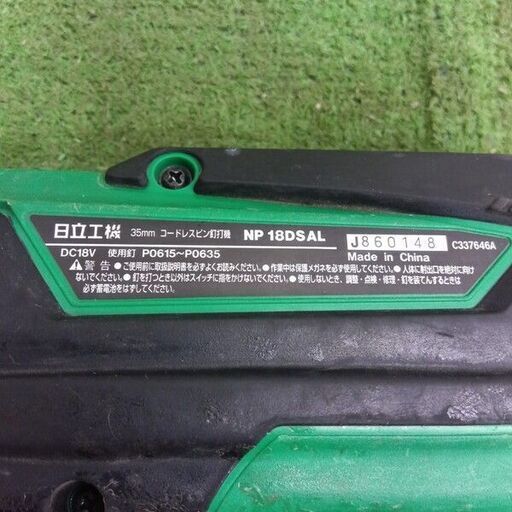 日立工機 35mm コードレスピン釘打機 NP 18DSAL J860148 C337646A
DC18V 使用釘 P0615～P0635 Made in China
⚠警告 ●ご使用前に取扱説明書を必ずよくお読みください。●作業中は保護メガネを必ず使用してください。●人体に射出口を絶対に向け
ないでください。●釘を打つとき以外はスイッチに指をかけないでください。●使用しないとき、調整・点検・修理・釘を装てんするときは
必ず蓄電池をはずしてください。